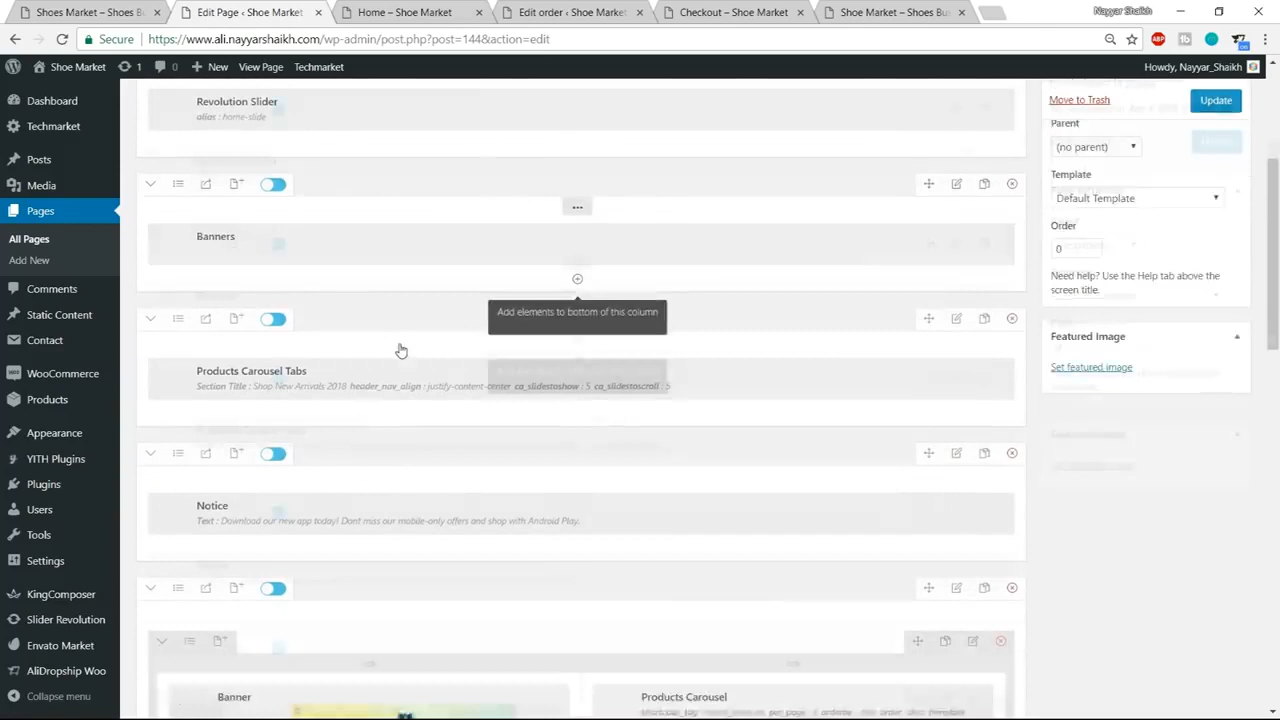 Shoes Market – Shoes Bu
Edit Page ‹ Shoe Market
Home – Shoe Market
Edit order ‹ Shoe Market
Checkout – Shoe Market
Shoe Market – Shoes Bus
Nayyar Shaikh
Secure
https://www.ali.nayyarshaikh.com/wp-admin/post.php?post=144&action=edit
ABP
Shoe Market
1
0
New
View Page
Techmarket
Howdy, Nayyar_Shaikh
Dashboard
Techmarket
Posts
Media
Pages
All Pages
Add New
Comments
Static Content
Contact
WooCommerce
Products
Appearance
YITH Plugins
Plugins
Users
Tools
Settings
KingComposer
Slider Revolution
Envato Market
AliDropship Woo
Collapse menu
Revolution Slider
alias : home-slide
Banners
Add elements to bottom of this column
Products Carousel Tabs
Section Title : Shop New Arrivals 2018 header_nav_align : justify-content-center ca_slidestoshow : 5 ca_slidestoscroll : 5
Notice
Text : Download our new app today! Dont miss our mobile-only offers and shop with Android Play.
Banner
Products Carousel
Move to Trash
Update
Parent
(no parent)
Template
Default Template
Order
0
Need help? Use the Help tab above the
screen title.
Featured Image
Set featured image